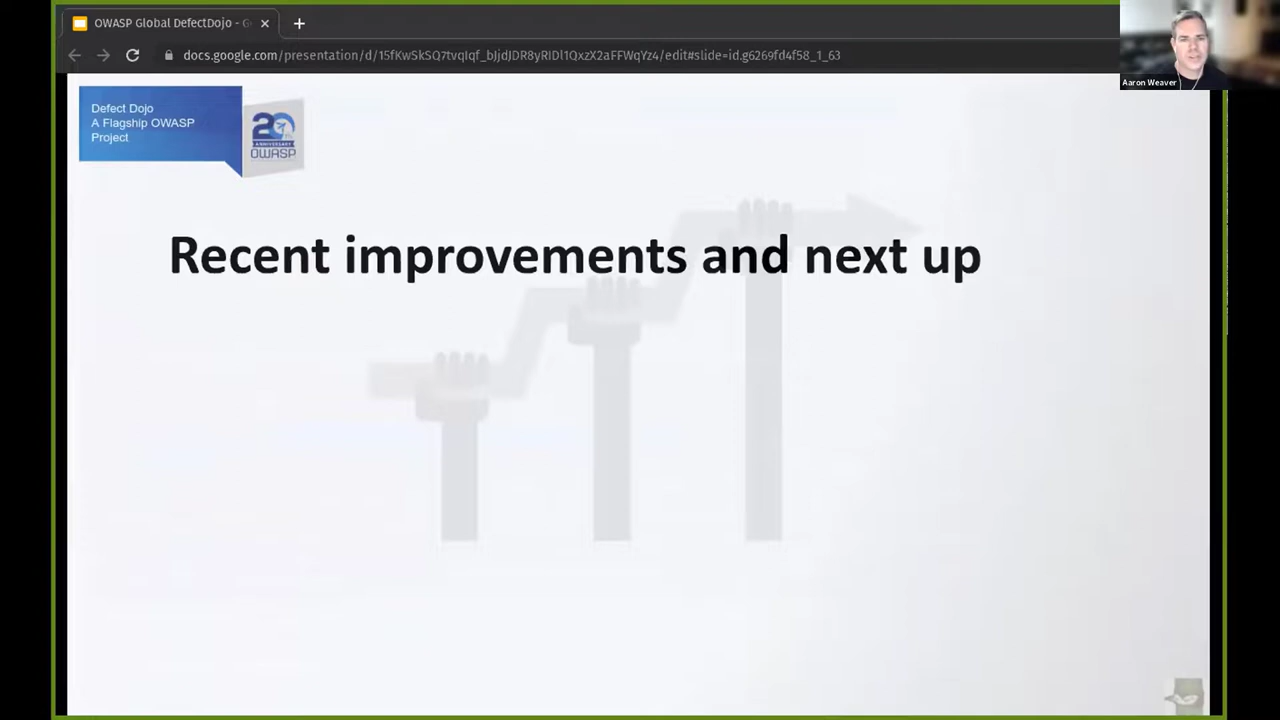 OWASP Global DefectDojo - G
docs.google.com/presentation/d/15fKwSkSQ7tvqIqf_bJjdJDR8yRIDl1QxzX2aFFWqYz4/edit#slide=id.g6269fd4f58_1_63
Aaron Weaver
Defect Dojo
A Flagship OWASP
Project
20
ANNIVERSARY
OWASP
Recent improvements and next up